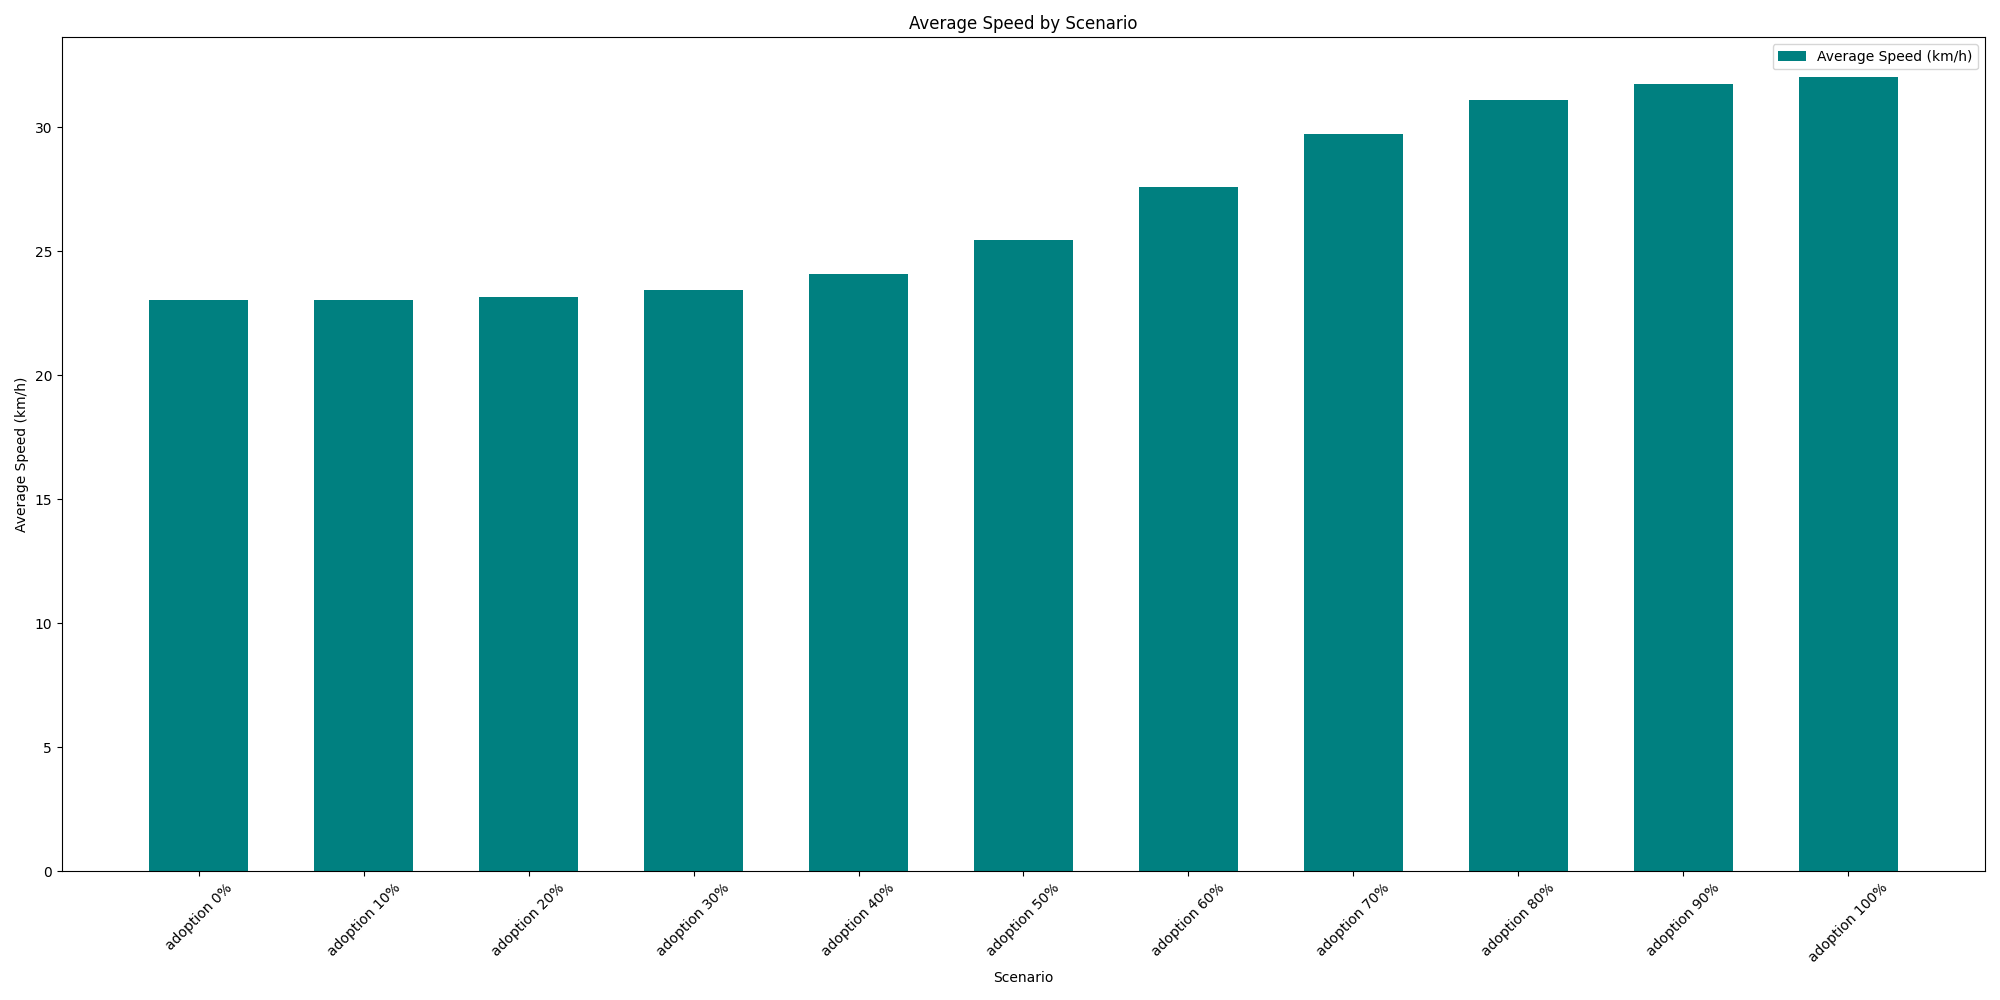 Average Speed by Scenario
Average Speed (km/h)
Average Speed (km/h)
30
25
20
15
10
5
0
adoption 0%
adoption 10%
adoption 20%
adoption 30%
adoption 40%
adoption 50%
adoption 60%
adoption 70%
adoption 80%
adoption 90%
adoption 100%
Scenario